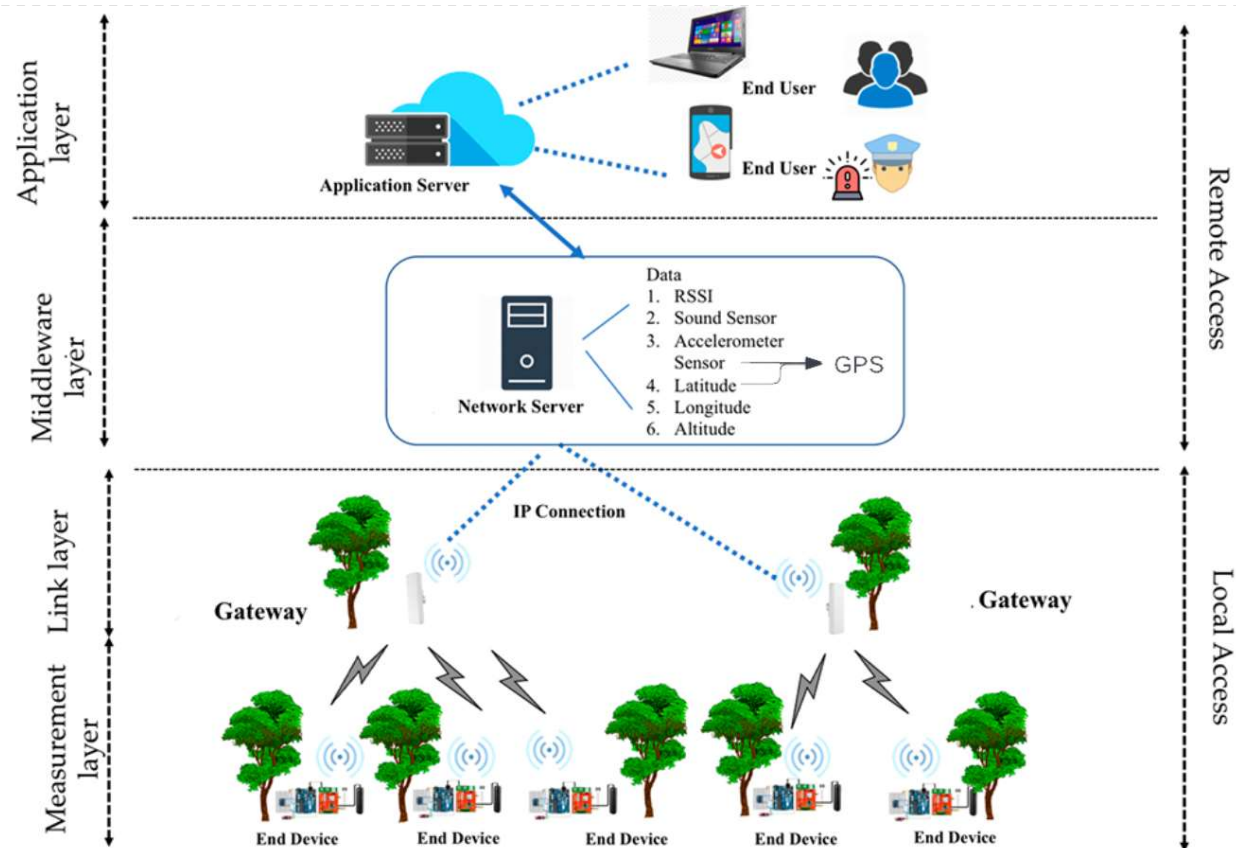 Application
layer
End User
End User
Application Server
Remote Access
Middleware
layer
Data
1. RSSI
2. Sound Sensor
3. Accelerometer
Sensor
4. Latitude
5. Longitude
6. Altitude
GPS
Network Server
Link layer
IP Connection
Gateway
Gateway
Local Access
Measurement
layer
End Device
End Device
End Device
End Device
End Device